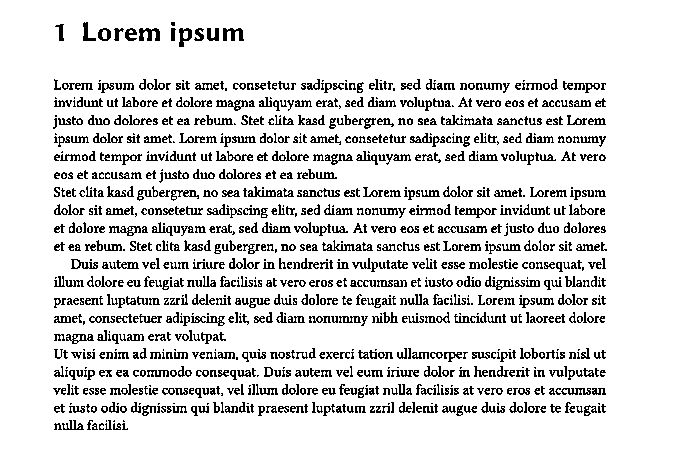 1 Lorem ipsum
Lorem ipsum dolor sit amet, consetetur sadipscing elitr, sed diam nonumy eirmod tempor
invidunt ut labore et dolore magna aliquyam erat, sed diam voluptua. At vero eos et accusam et
justo duo dolores et ea rebum. Stet clita kasd gubergren, no sea takimata sanctus est Lorem
ipsum dolor sit amet. Lorem ipsum dolor sit amet, consetetur sadipscing elitr, sed diam nonumy
eirmod tempor invidunt ut labore et dolore magna aliquyam erat, sed diam voluptua. At vero
eos et accusam et justo duo dolores et ea rebum.
Stet clita kasd gubergren, no sea takimata sanctus est Lorem ipsum dolor sit amet. Lorem ipsum
dolor sit amet, consetetur sadipscing elitr, sed diam nonumy eirmod tempor invidunt ut labore
et dolore magna aliquyam erat, sed diam voluptua. At vero eos et accusam et justo duo dolores
et ea rebum. Stet clita kasd gubergren, no sea takimata sanctus est Lorem ipsum dolor sit amet.
Duis autem vel eum iriure dolor in hendrerit in vulputate velit esse molestie consequat, vel
illum dolore eu feugiat nulla facilisis at vero eros et accumsan et iusto odio dignissim qui blandit
praesent luptatum zzril delenit augue duis dolore te feugait nulla facilisi. Lorem ipsum dolor sit
amet, consectetuer adipiscing elit, sed diam nonummy nibh euismod tincidunt ut laoreet dolore
magna aliquam erat volutpat.
Ut wisi enim ad minim veniam, quis nostrud exerci tation ullamcorper suscipit lobortis nisl ut
aliquip ex ea commodo consequat. Duis autem vel eum iriure dolor in hendrerit in vulputate
velit esse molestie consequat, vel illum dolore eu feugiat nulla facilisis at vero eros et accumsan
et iusto odio dignissim qui blandit praesent luptatum zzril delenit augue duis dolore te feugait
nulla facilisi.